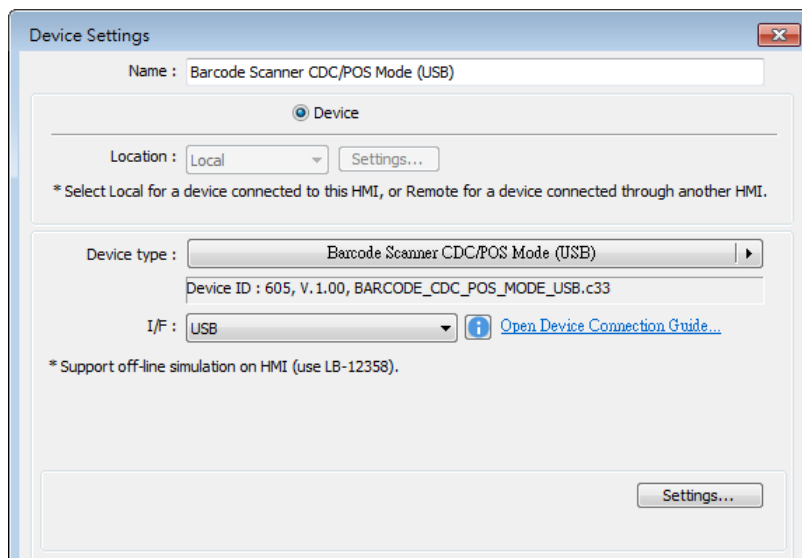 Device Settings
Name : Barcode Scanner CDC/POS Mode (USB)
Device
Location : Local Settings...
* Select Local for a device connected to this HMI, or Remote for a device connected through another HMI.
Device type : Barcode Scanner CDC/POS Mode (USB)
Device ID : 605, V.1.00, BARCODE_CDC_POS_MODE_USB.c33
I/F : USB Open Device Connection Guide...
* Support off-line simulation on HMI (use LB-12358).
Settings...